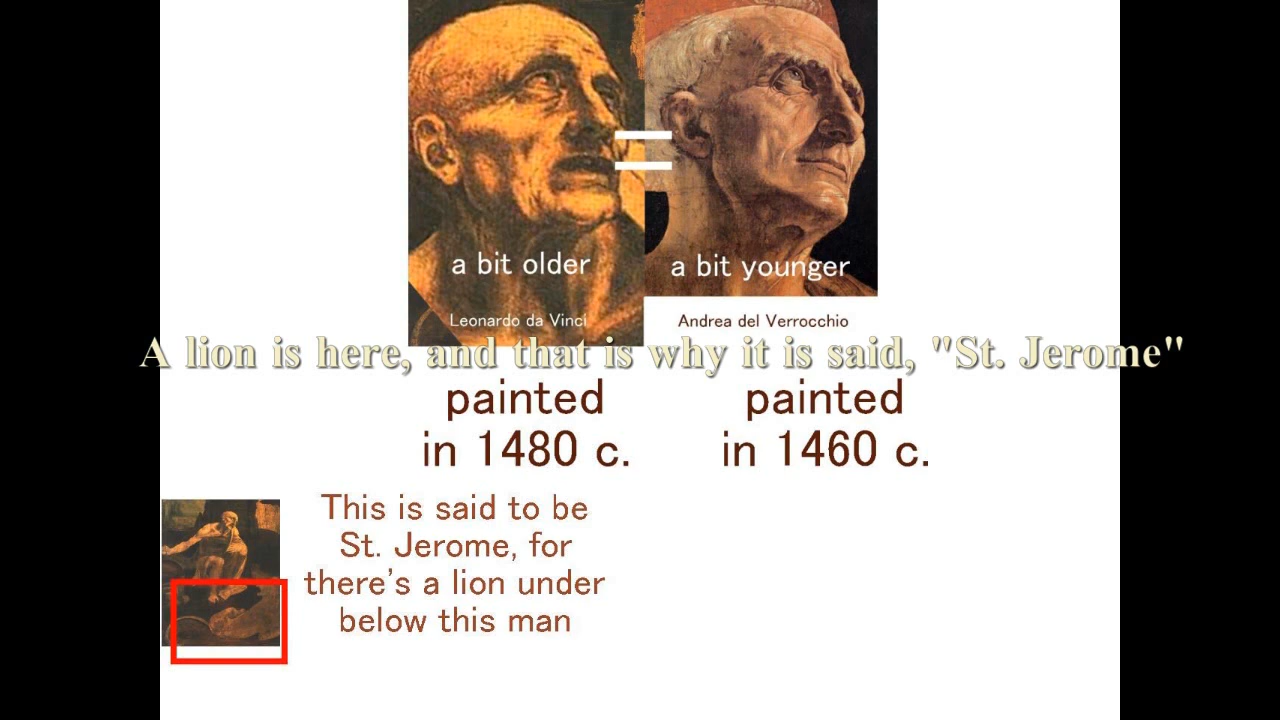 a bit older
a bit younger
Leonardo da Vinci
Andrea del Verrocchio
A lion is here, and that is why it is said, "St. Jerome"
painted
in 1480 c.
painted
in 1460 c.
This is said to be
St. Jerome, for
there's a lion under
below this man